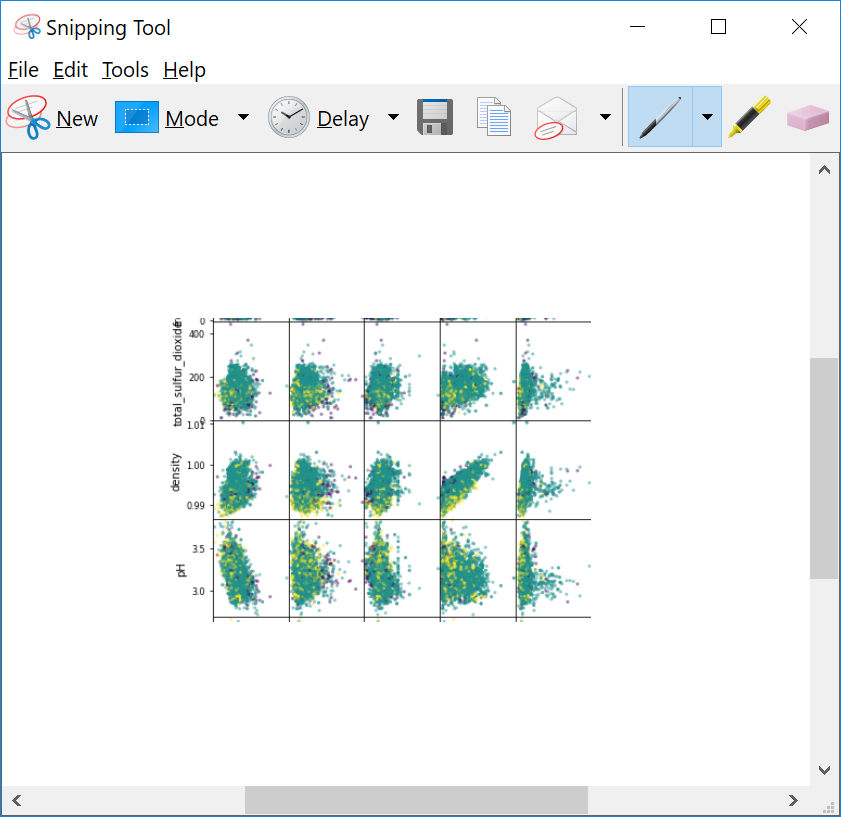 Snipping Tool
File Edit Tools Help
New Mode Delay
0
total_sulfur_dioxide
400
200
0
density
1.01
1.00
0.99
pH
3.5
3.0